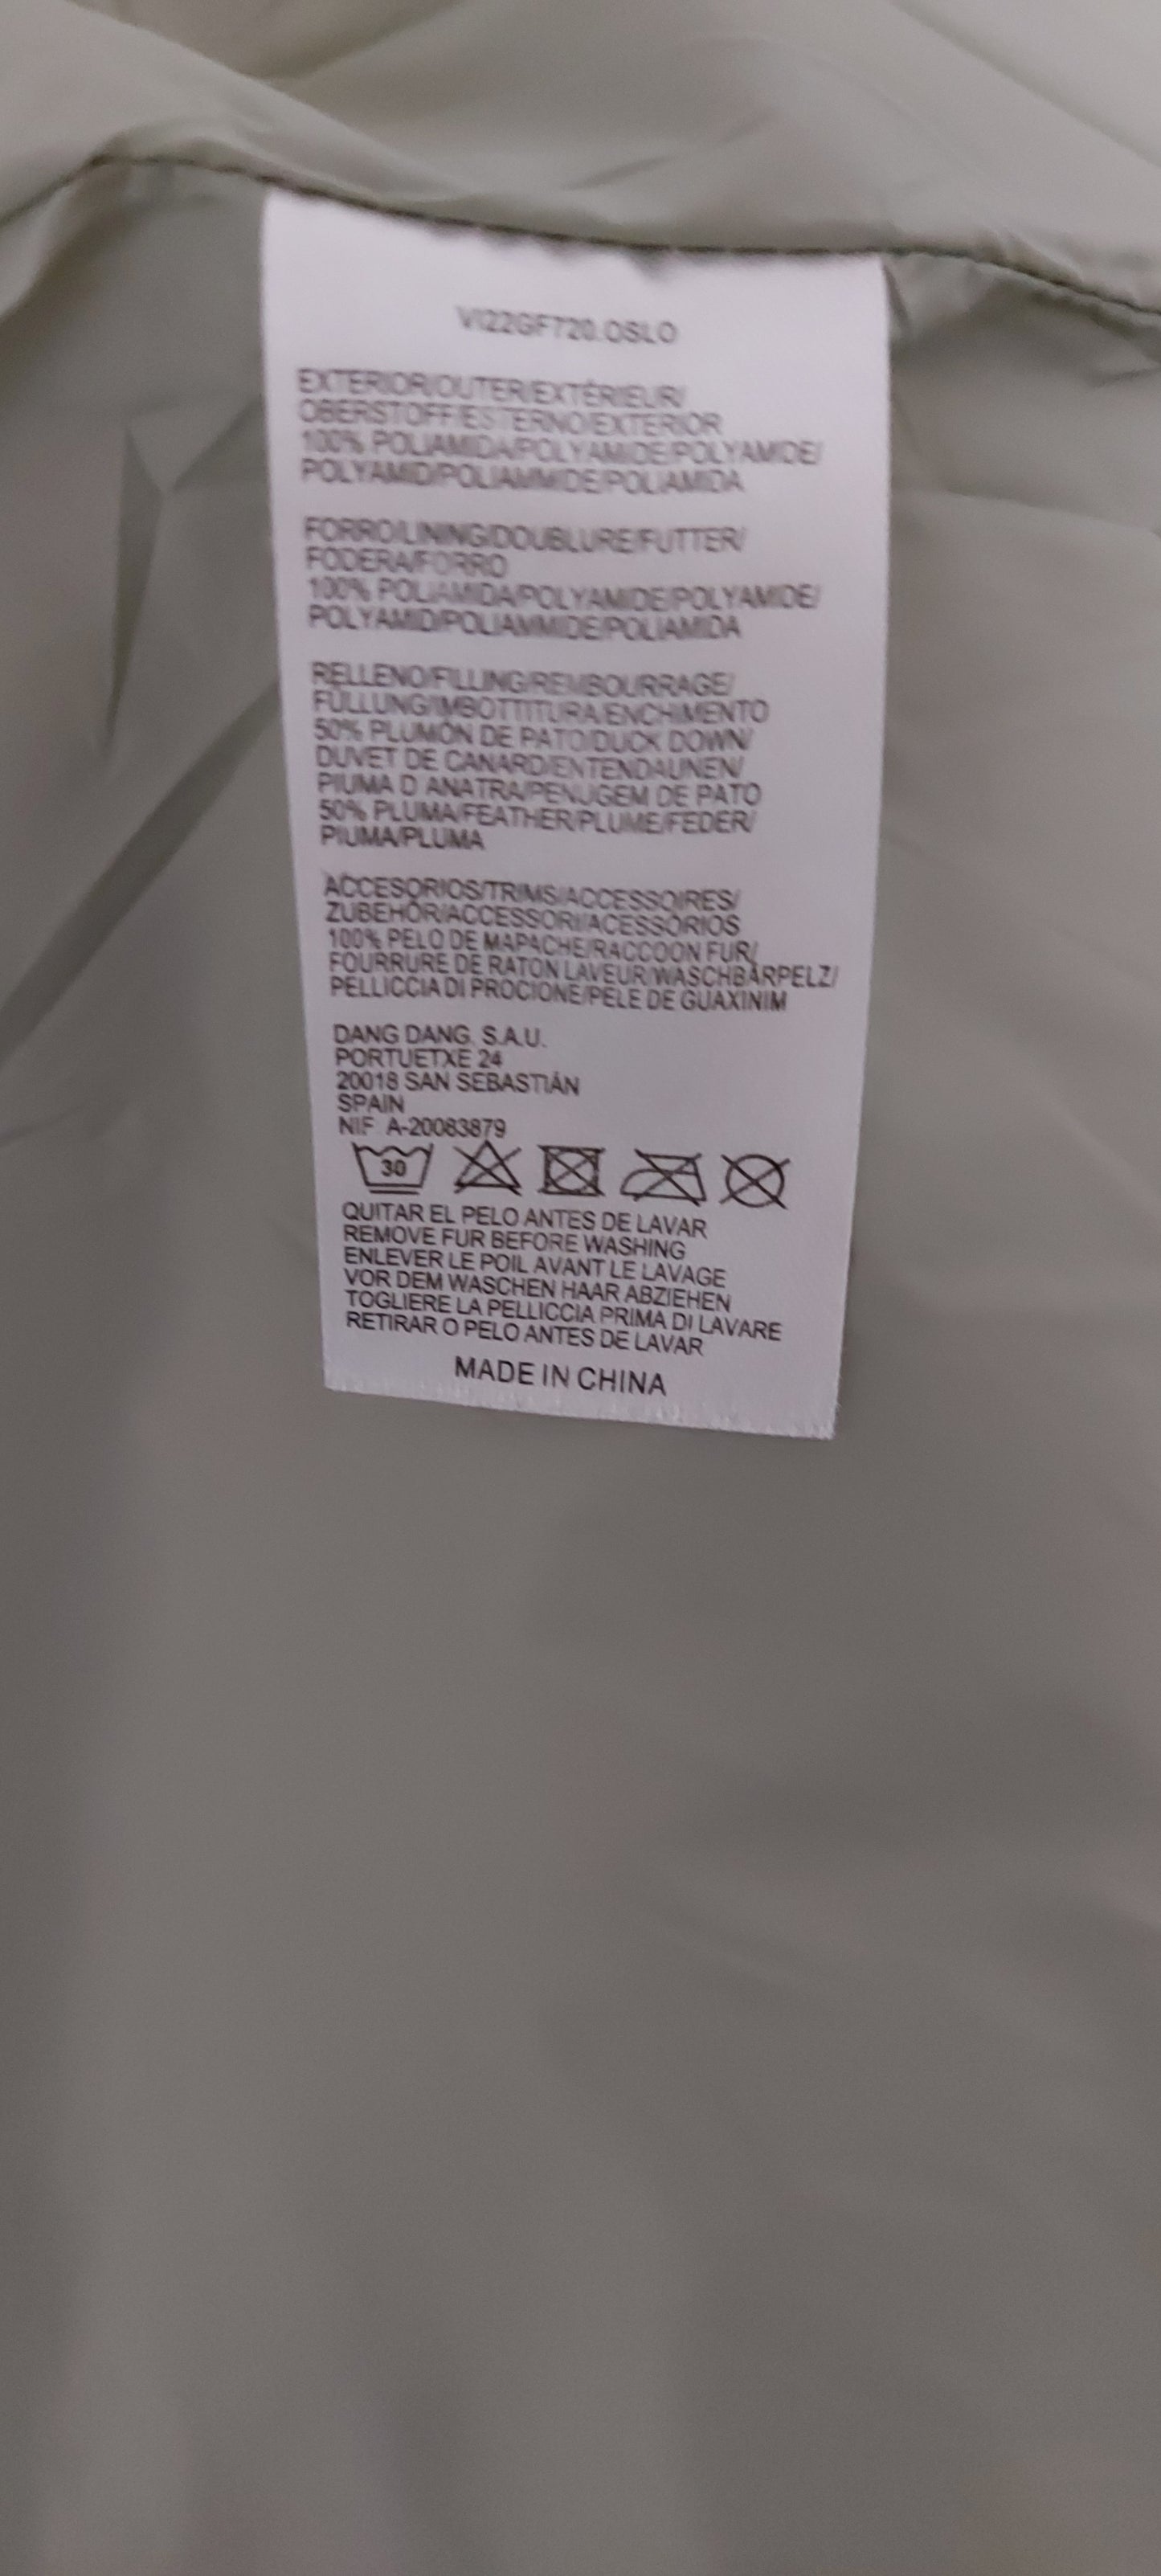 VI22GF720.OSLO
EXTERIOR/OUTER/EXTÉRIEUR/
OBERSTOFF/ESTERNO/EXTERIOR
100% POLIAMIDA/POLYAMIDE/POLYAMIDE/
POLYAMID/POLIAMMIDE/POLIAMIDA
FORRO/LINING/DOUBLURE/FUTTER/
FODERA/FORRO
100% POLIAMIDA/POLYAMIDE/POLYAMIDE/
POLYAMID/POLIAMMIDE/POLIAMIDA
RELLENO/FILLING/REMBOURRAGE/
FÜLLUNG/IMBOTTITURA/ENCHIMENTO
50% PLUMÓN DE PATO/DUCK DOWN/
DUVET DE CANARD/ENTENDAUNEN/
PIUMA D ANATRA/PENUGEM DE PATO
50% PLUMA/FEATHER/PLUME/FEDER/
PIUMA/PLUMA
ACCESORIOS/TRIMS/ACCESSOIRES/
ZUBEHÖR/ACCESSORI/ACESSÓRIOS
100% PELO DE MAPACHE/RACCOON FUR/
FOURRURE DE RATON LAVEUR/WASCHBÄRPELZ/
PELLICCIA DI PROCIONE/PELE DE GUAXINIM
DANG DANG. S.A.U.
PORTUETXE 24
20018 SAN SEBASTIÁN
SPAIN
NIF: A-20083879
30
QUITAR EL PELO ANTES DE LAVAR
REMOVE FUR BEFORE WASHING
ENLEVER LE POIL AVANT LE LAVAGE
VOR DEM WASCHEN HAAR ABZIEHEN
TOGLIERE LA PELLICCIA PRIMA DI LAVARE
RETIRAR O PELO ANTES DE LAVAR
MADE IN CHINA